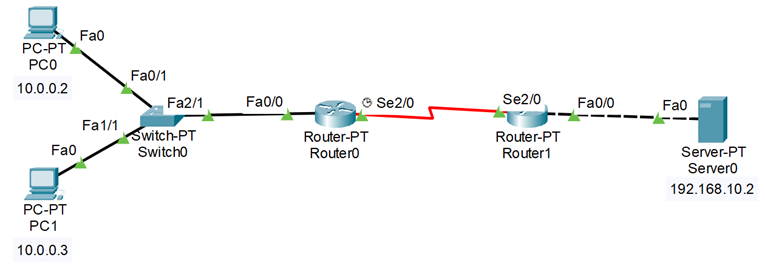 Fa0
PC-PT
PC0
10.0.0.2
Fa0/1
Fa2/1
Fa1/1
Switch-PT
Switch0
Fa0
PC-PT
PC1
10.0.0.3
Fa0/0
Se2/0
Router-PT
Router0
Se2/0
Fa0/0
Router-PT
Router1
Fa0
Server-PT
Server0
192.168.10.2